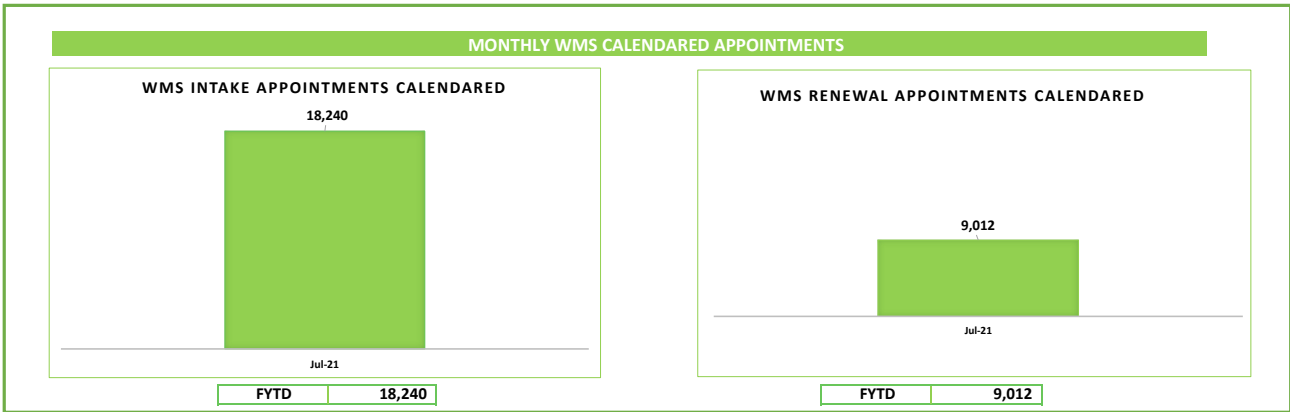 MONTHLY WMS CALENDARED APPOINTMENTS
WMS INTAKE APPOINTMENTS CALENDARED
18,240
Jul-21
FYTD 18,240
WMS RENEWAL APPOINTMENTS CALENDARED
9,012
Jul-21
FYTD 9,012